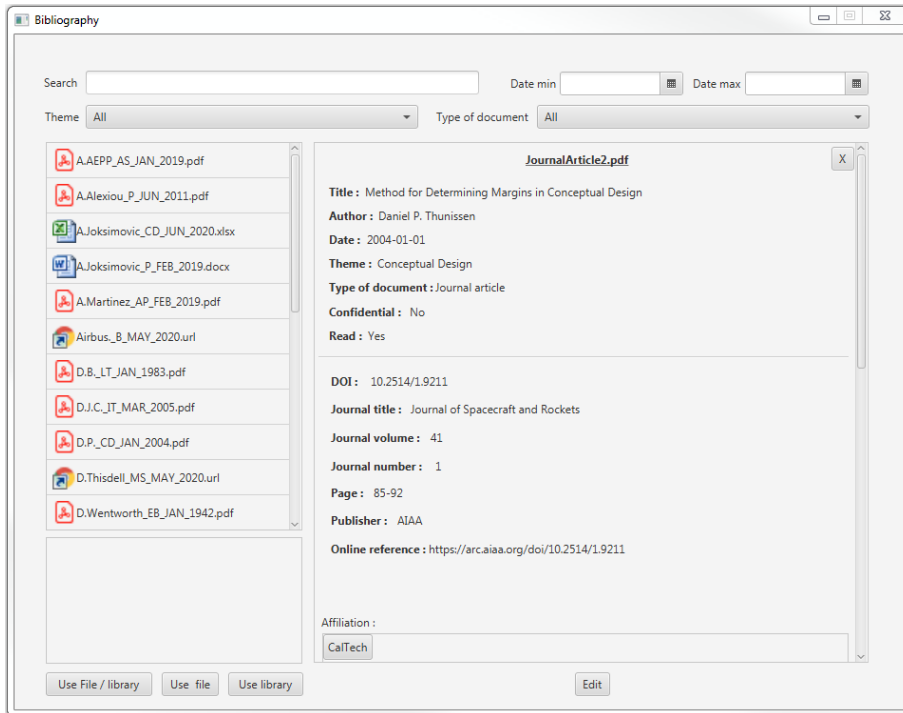 Bibliography
Search
Date min
Date max
Theme All
Type of document All
A.AEPP_AS_JAN_2019.pdf
A.Alexiou_P_JUN_2011.pdf
A.Joksimovic_CD_JUN_2020.xlsx
A.Joksimovic_P_FEB_2019.docx
A.Martinez_AP_FEB_2019.pdf
Airbus._B_MAY_2020.url
D.B._LT_JAN_1983.pdf
D.J.C._IT_MAR_2005.pdf
D.P._CD_JAN_2004.pdf
D.Thisdell_MS_MAY_2020.url
D.Wentworth_EB_JAN_1942.pdf
Use File / library
Use file
Use library
JournalArticle2.pdf
X
Title : Method for Determining Margins in Conceptual Design
Author : Daniel P. Thunissen
Date : 2004-01-01
Theme : Conceptual Design
Type of document : Journal article
Confidential : No
Read : Yes
DOI : 10.2514/1.9211
Journal title : Journal of Spacecraft and Rockets
Journal volume : 41
Journal number : 1
Page : 85-92
Publisher : AIAA
Online reference : https://arc.aiaa.org/doi/10.2514/1.9211
Affiliation :
CalTech
Edit